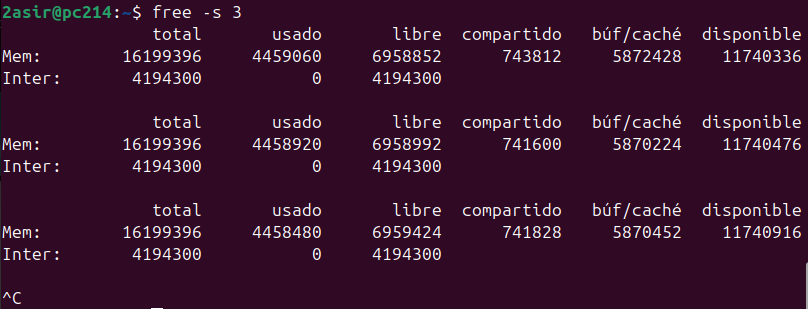 2asir@pc214:~$ free -s 3
total usado libre compartido búf/caché disponible
Mem: 16199396 4459060 6958852 743812 5872428 11740336
Inter: 4194300 0 4194300
total usado libre compartido búf/caché disponible
Mem: 16199396 4458920 6958992 741600 5870224 11740476
Inter: 4194300 0 4194300
total usado libre compartido búf/caché disponible
Mem: 16199396 4458480 6959424 741828 5870452 11740916
Inter: 4194300 0 4194300
^C